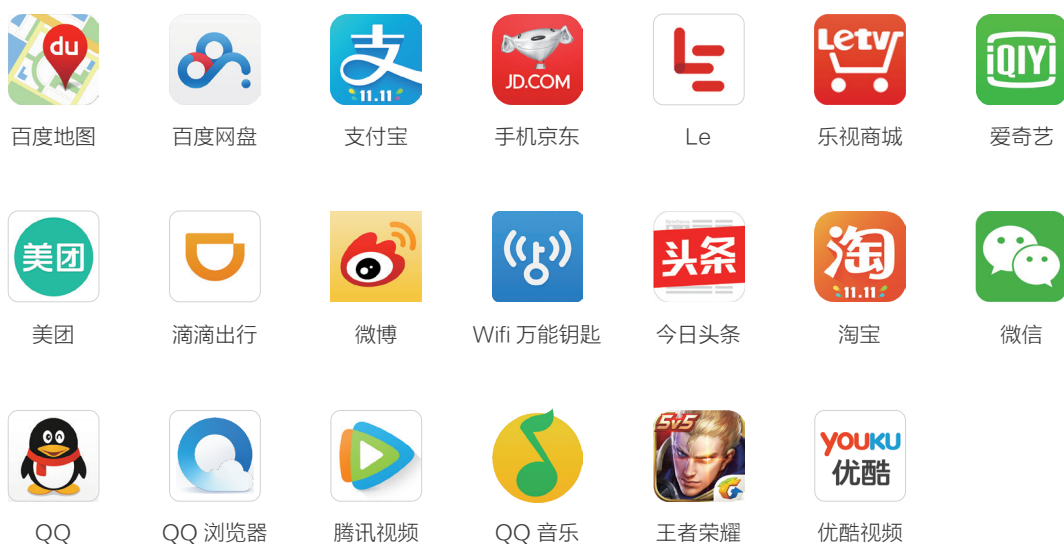 du
支
11.11
JD.COM
Letv
iQIYI
百度地图
百度网盘
支付宝
手机京东
Le
乐视商城
爱奇艺
美团
头条
淘
11.11
美团
滴滴出行
微博
Wifi 万能钥匙
今日头条
淘宝
微信
5v5
YOUKU
优酷
QQ
QQ 浏览器
腾讯视频
QQ 音乐
王者荣耀
优酷视频